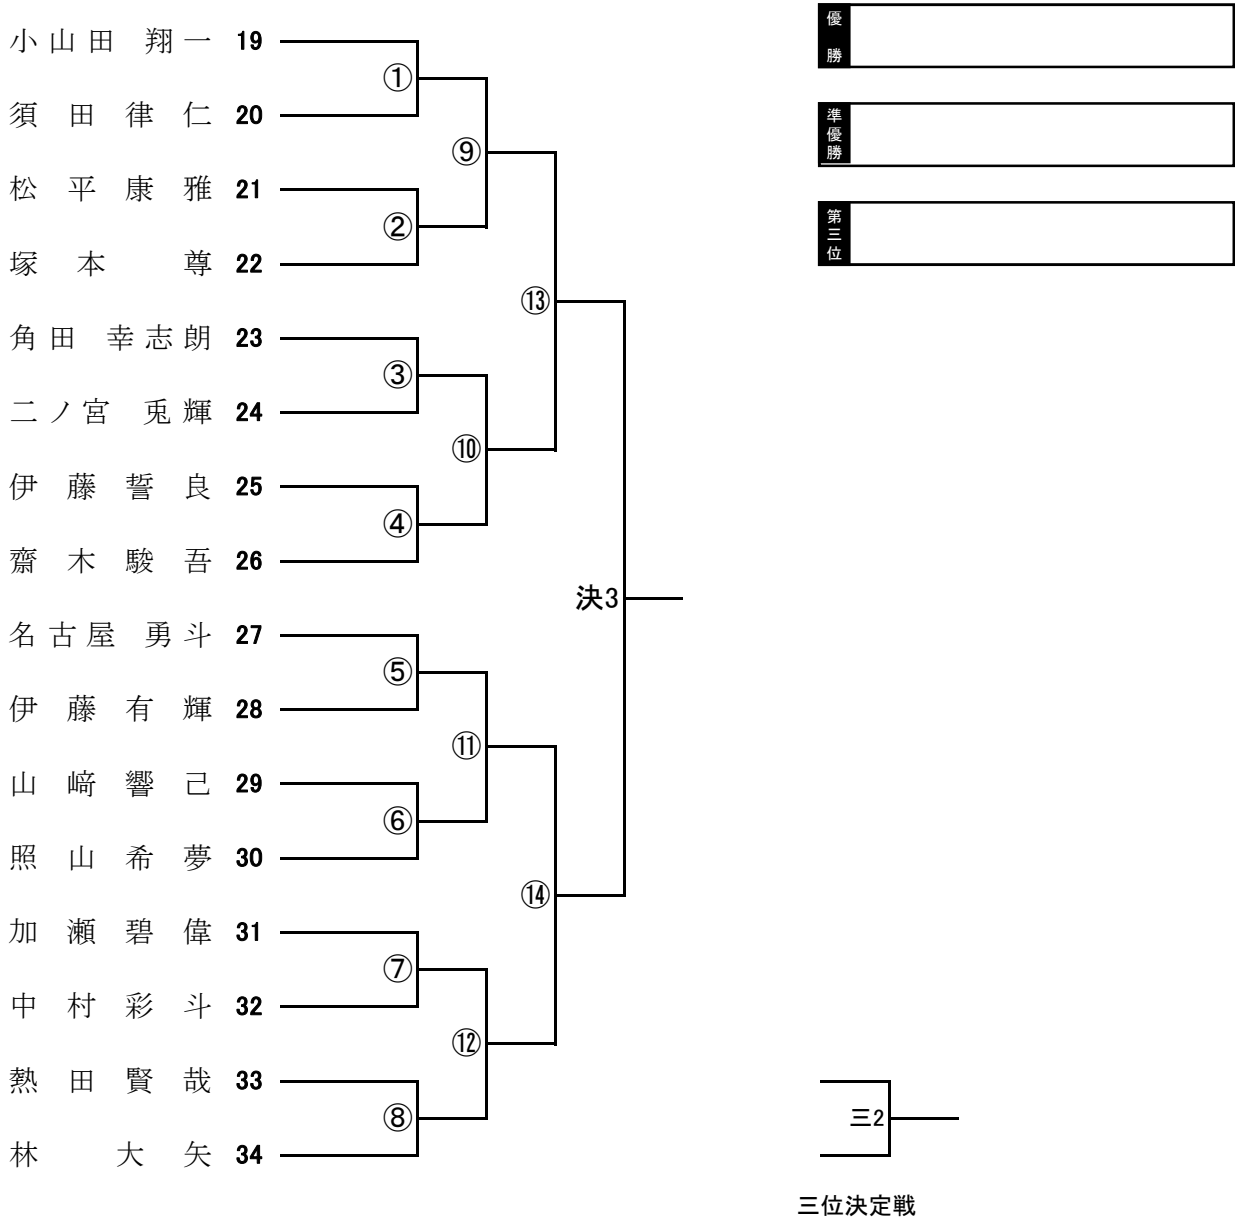 小山田 翔一 19
須田律仁 20
松平康雅 21
塚本 尊 22
角田 幸志朗 23
二ノ宮 兎輝 24
伊藤誓良 25
齋木駿吾 26
名古屋 勇斗 27
伊藤有輝 28
山﨑響己 29
照山希夢 30
加瀬碧偉 31
中村彩斗 32
熱田賢哉 33
林 大矢 34
①
②
③
④
⑤
⑥
⑦
⑧
⑨
⑩
⑪
⑫
⑬
⑭
決3
優勝
準優勝
第三位
三2
三位決定戦